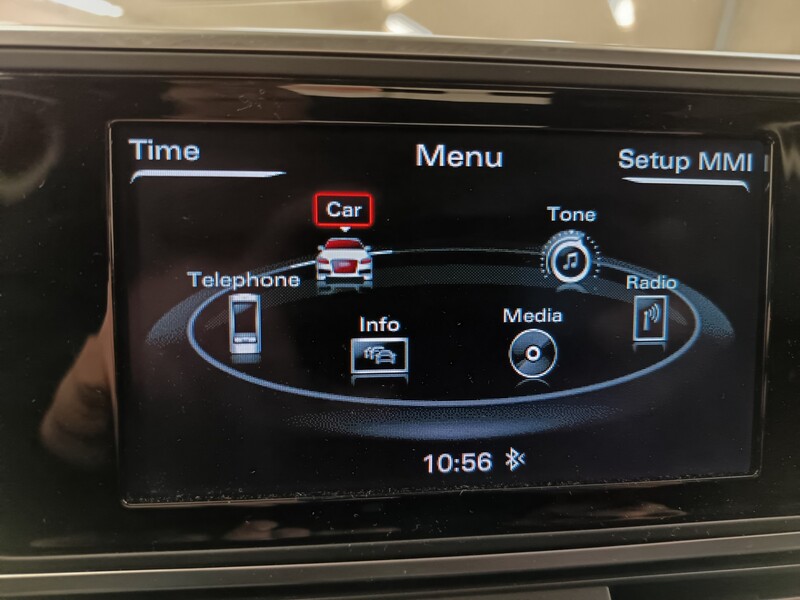 Time
Menu
Setup MMI
Car
Tone
Telephone
Radio
Info
Media
10:56